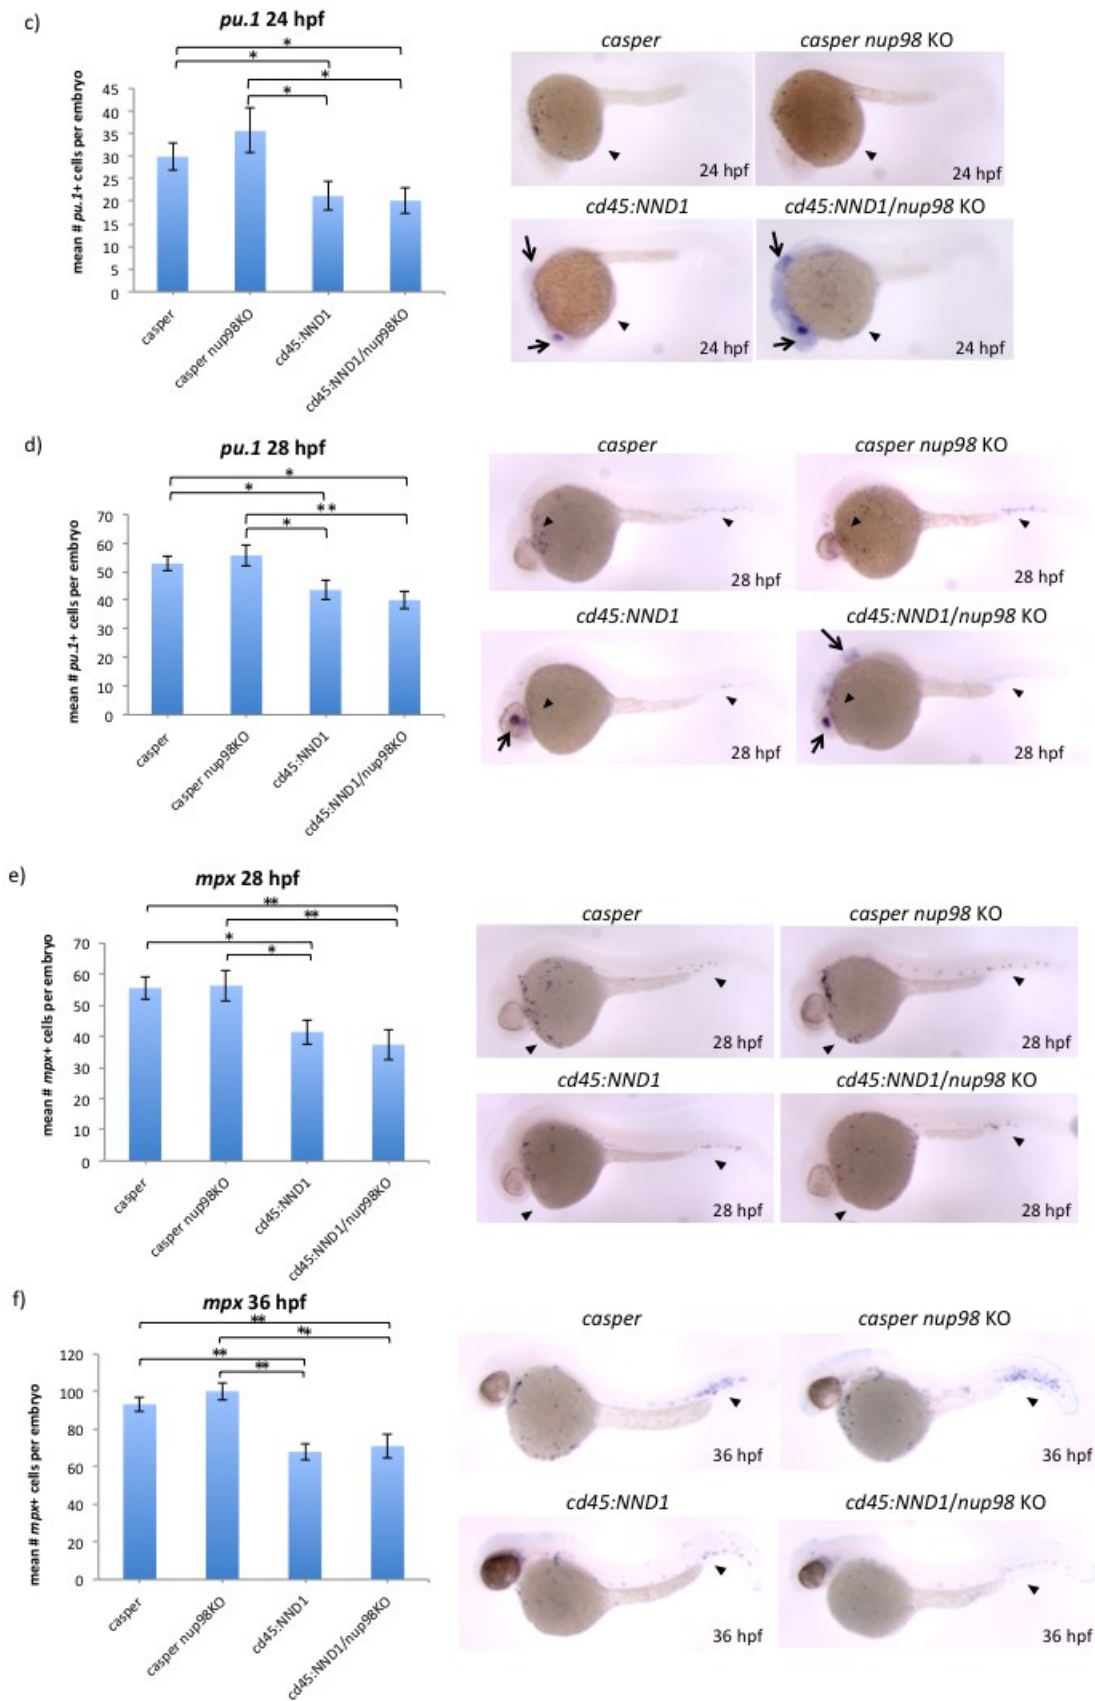 c)
pu.1 24 hpf
*
*
*
*
mean # pu.1+ cells per embryo
45
40
35
30
25
20
15
10
5
0
casper
casper nup98KO
cd45:NND1
cd45:NND1/nup98KO
casper
casper nup98 KO
24 hpf
24 hpf
cd45:NND1
cd45:NND1/nup98 KO
24 hpf
24 hpf
d)
pu.1 28 hpf
*
*
**
*
mean # pu.1+ cells per embryo
70
60
50
40
30
20
10
0
casper
casper nup98KO
cd45:NND1
cd45:NND1/nup98KO
casper
casper nup98 KO
28 hpf
28 hpf
cd45:NND1
cd45:NND1/nup98 KO
28 hpf
28 hpf
e)
mpx 28 hpf
**
**
*
*
mean # mpx+ cells per embryo
70
60
50
40
30
20
10
0
casper
casper nup98KO
cd45:NND1
cd45:NND1/nup98KO
casper
casper nup98 KO
28 hpf
28 hpf
cd45:NND1
cd45:NND1/nup98 KO
28 hpf
28 hpf
f)
mpx 36 hpf
**
**
**
**
mean # mpx+ cells per embryo
120
100
80
60
40
20
0
casper
casper nup98KO
cd45:NND1
cd45:NND1/nup98KO
casper
casper nup98 KO
36 hpf
36 hpf
cd45:NND1
cd45:NND1/nup98 KO
36 hpf
36 hpf